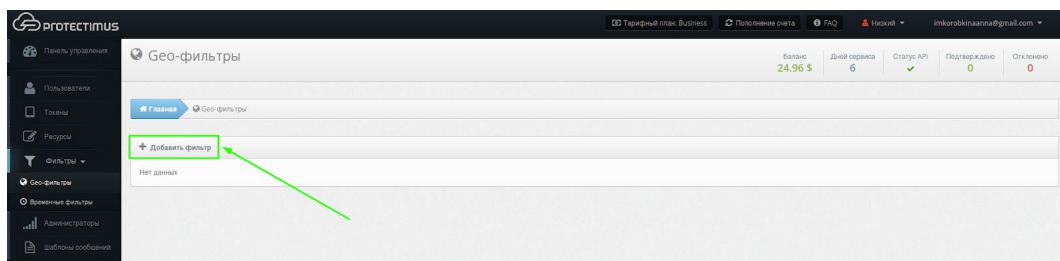 PROTECTIMUS
Тарифный план: Business
Пополнение счета
FAQ
Низкий
imkorobkinaanna@gmail.com
Панель управления
Пользователи
Токены
Ресурсы
Фильтры
Geo-фильтры
Временные фильтры
Администраторы
Шаблоны сообщений
Geo-фильтры
Баланс
24.96 $
Дней сервиса
6
Статус API
Подтверждено
0
Отклонено
0
Главная
Geo-фильтры
Добавить фильтр
Нет данных